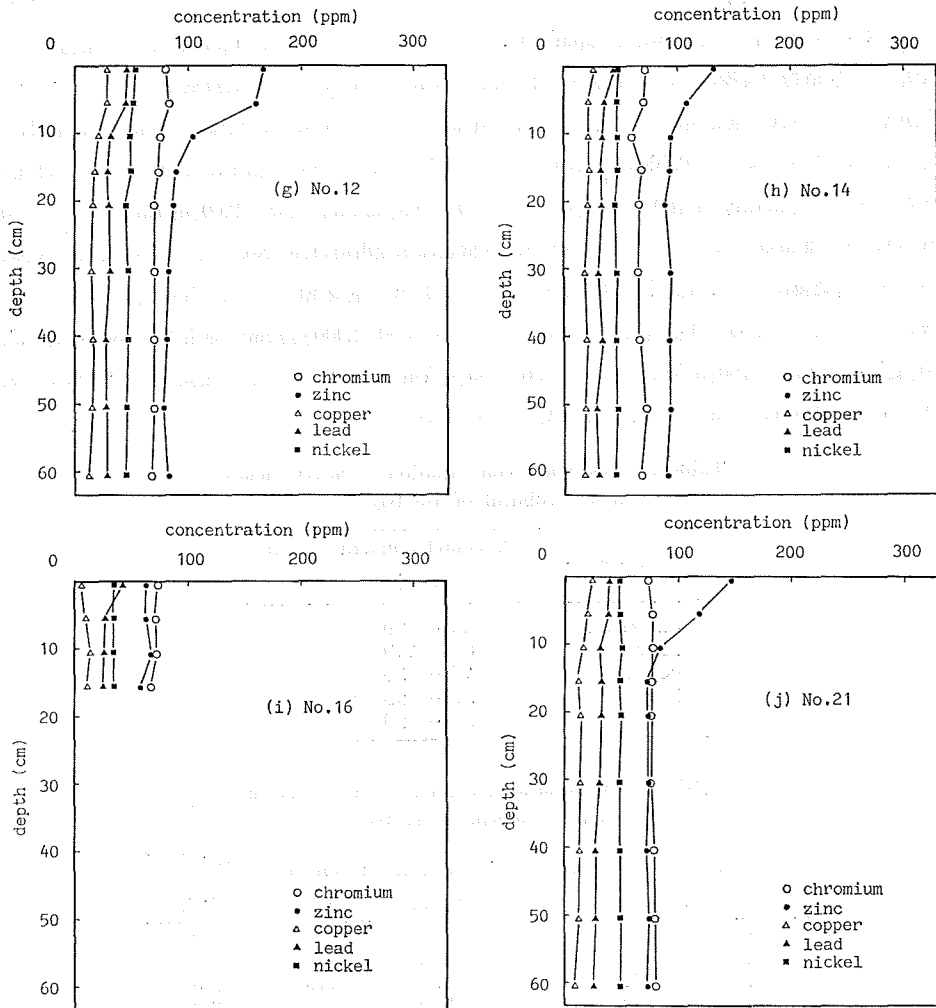 concentration (ppm)
0 100 200 300
0
10
20
30
40
50
60
depth (cm)
(g) No.12
○ chromium
● zinc
△ copper
▲ lead
■ nickel
concentration (ppm)
0 100 200 300
10
20
30
40
50
60
depth (cm)
(h) No.14
○ chromium
● zinc
△ copper
▲ lead
■ nickel
concentration (ppm)
0 100 200 300
10
20
30
40
50
60
depth (cm)
(i) No.16
○ chromium
● zinc
△ copper
▲ lead
■ nickel
concentration (ppm)
0 100 200 300
10
20
30
40
50
60
depth (cm)
(j) No.21
○ chromium
● zinc
△ copper
▲ lead
■ nickel